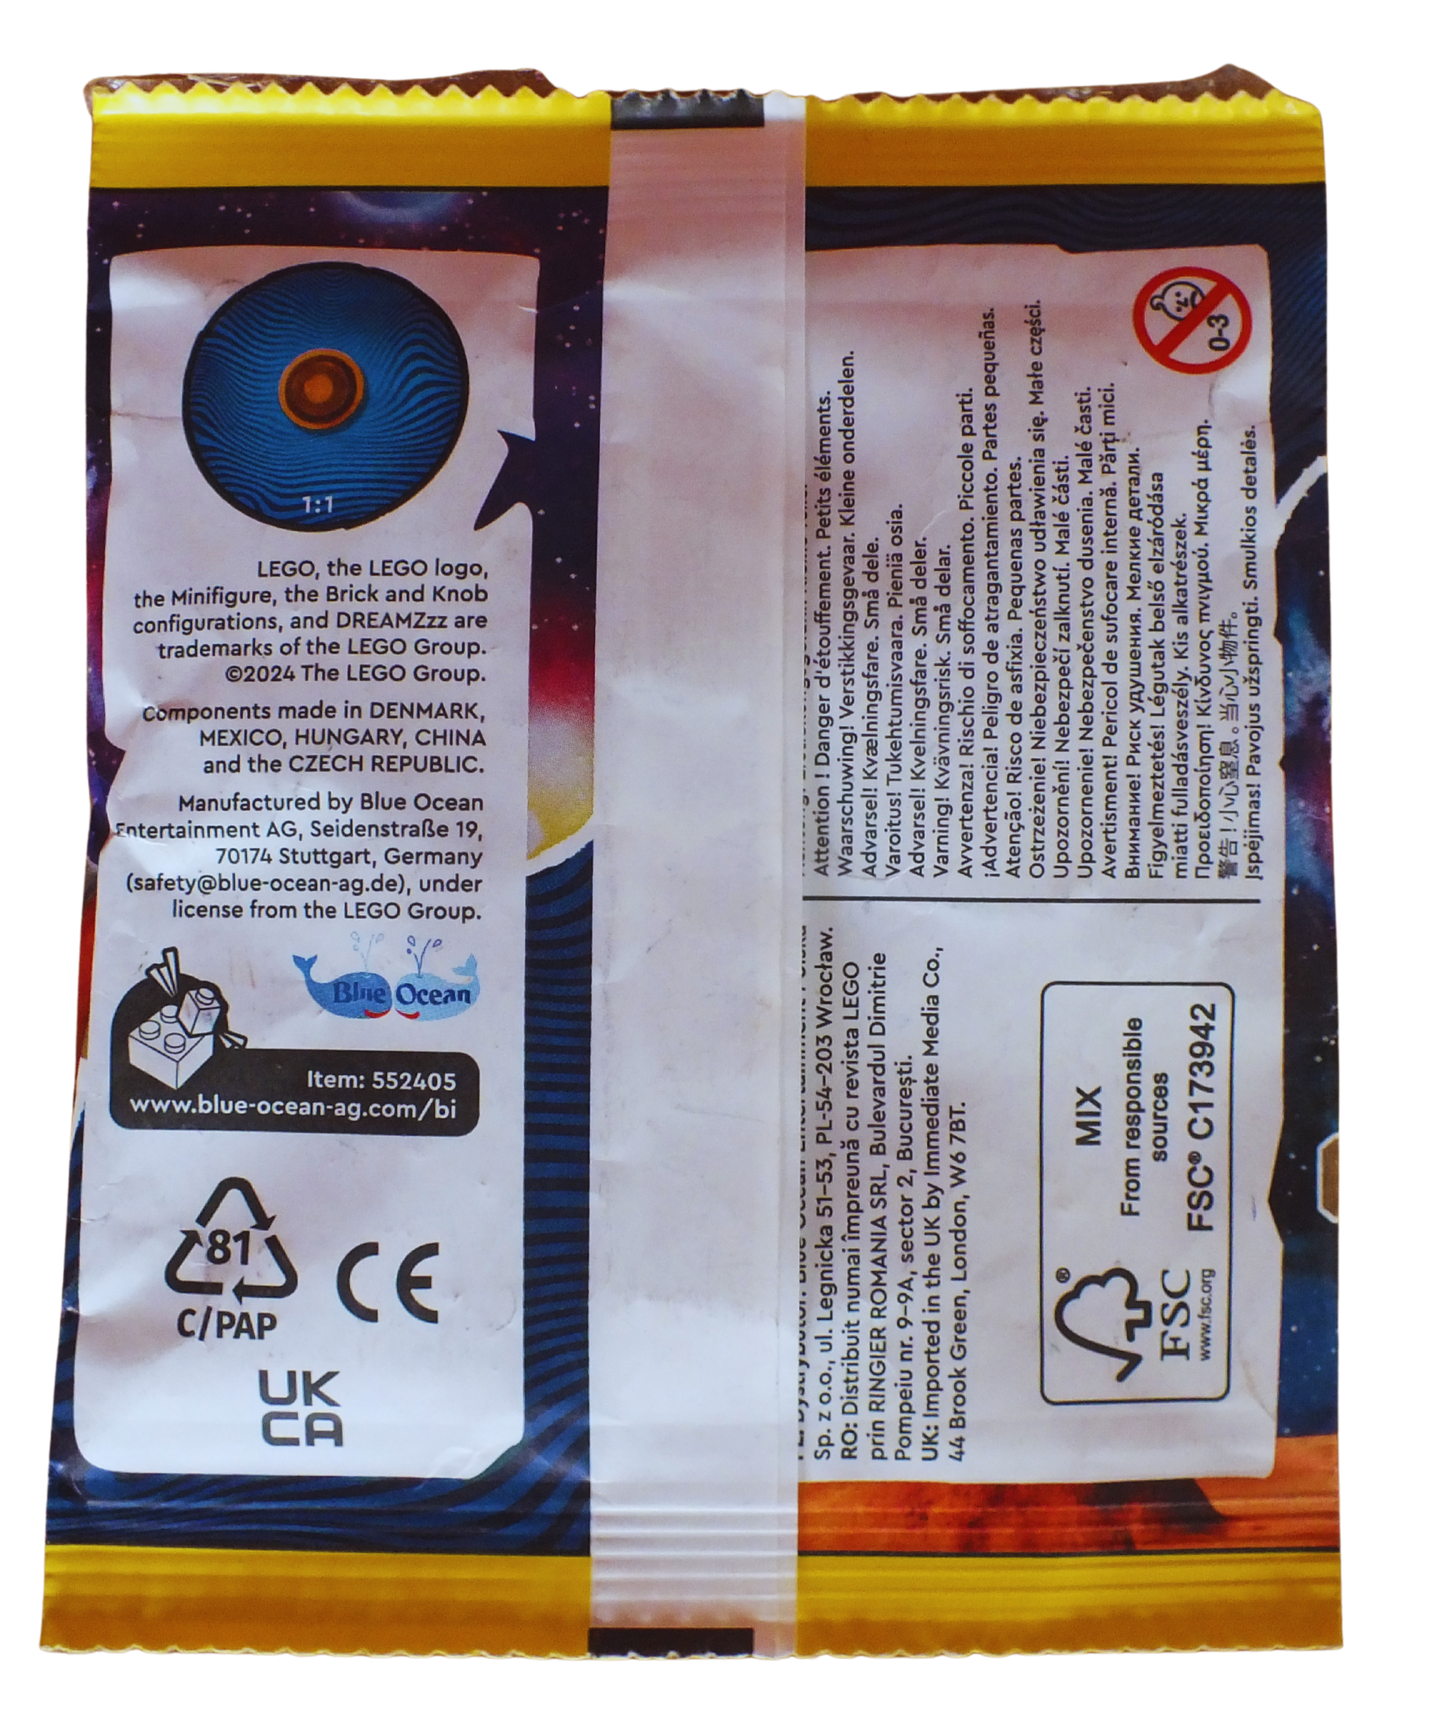 1:1
LEGO, the LEGO logo,
the Minifigure, the Brick and Knob
configurations, and DREAMZzz are
trademarks of the LEGO Group.
©2024 The LEGO Group.
Components made in DENMARK,
MEXICO, HUNGARY, CHINA
and the CZECH REPUBLIC.
Manufactured by Blue Ocean
Entertainment AG, Seidenstraße 19,
70174 Stuttgart, Germany
(safety@blue-ocean-ag.de), under
license from the LEGO Group.
Blue Ocean
Item: 552405
www.blue-ocean-ag.com/bi
81
C/PAP
CE
UK
CA
Attention ! Danger d'étouffement. Petits éléments.
Waarschuwing! Verstikkingsgevaar. Kleine onderdelen.
Advarsel! Kvælningsfare. Små dele.
Varoitus! Tukehtumisvaara. Pieniä osia.
Advarsel! Kvelningsfare. Små deler.
Varning! Kvävningsrisk. Små delar.
Avvertenza! Rischio di soffocamento. Piccole parti.
¡Advertencia! Peligro de atragantamiento. Partes pequeñas.
Atenção! Risco de asfixia. Pequenas partes.
Ostrzeżenie! Niebezpieczeństwo udławienia się. Małe części.
Upozornění! Nebezpečí zalknutí. Malé části.
Upozornenie! Nebezpečenstvo dusenia. Malé časti.
Avertisment! Pericol de sufocare internă. Părți mici.
Внимание! Риск удушения. Мелкие детали.
Figyelmeztetés! Légutak belső elzáródása
miatti fulladásveszély. Kis alkatrészek.
Προειδοποίηση! Κίνδυνος πνιγμού. Μικρά μέρη.
警告！小心窒息。当心小物件。
Įspėjimas! Pavojus užspringti. Smulkios detalės.
0-3
Sp. z o.o., ul. Legnicka 51–53, PL-54-203 Wrocław.
RO: Distribuit numai împreună cu revista LEGO
prin RINGIER ROMANIA SRL, Bulevardul Dimitrie
Pompeiu nr. 9-9A, sector 2, București.
UK: Imported in the UK by Immediate Media Co.,
44 Brook Green, London, W6 7BT.
MIX
From responsible
sources
FSC® C173942
®
FSC
www.fsc.org